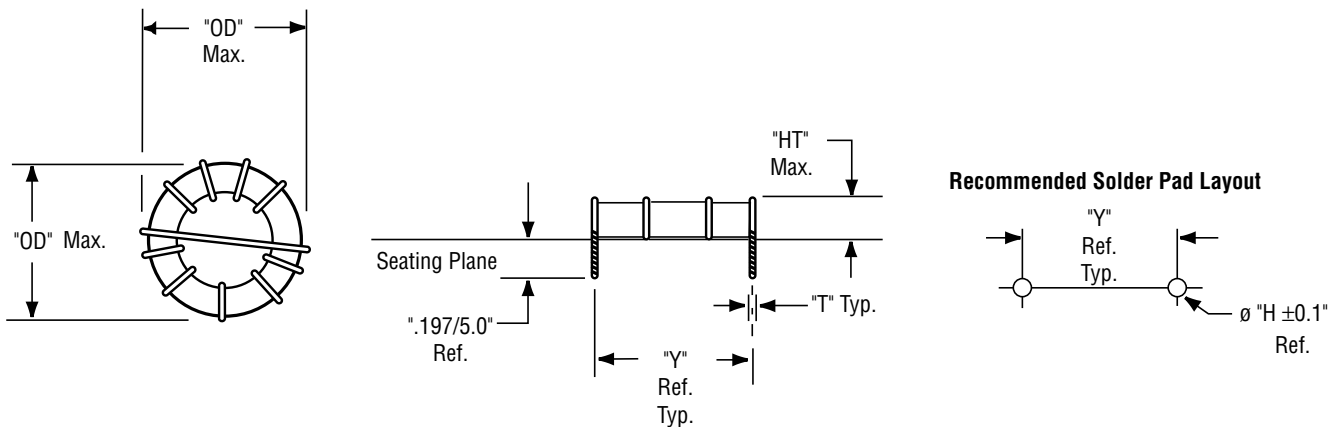 "OD"
Max.
"OD" Max.
"HT"
Max.
Seating Plane
".197/5.0"
Ref.
"T" Typ.
"Y"
Ref.
Typ.
Recommended Solder Pad Layout
"Y"
Ref.
Typ.
ø "H ±0.1"
Ref.